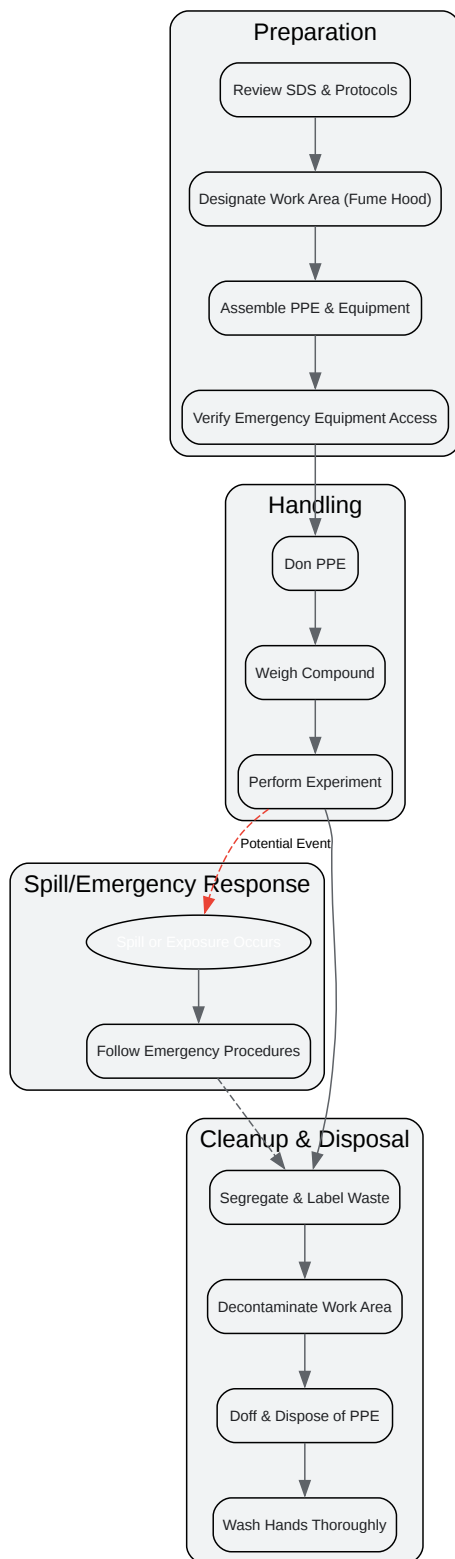 Preparation
Review SDS & Protocols
Designate Work Area (Fume Hood)
Assemble PPE & Equipment
Verify Emergency Equipment Access
Handling
Don PPE
Weigh Compound
Perform Experiment
Potential Event
Spill/Emergency Response
Spill or Exposure Occurs
Follow Emergency Procedures
Cleanup & Disposal
Segregate & Label Waste
Decontaminate Work Area
Doff & Dispose of PPE
Wash Hands Thoroughly